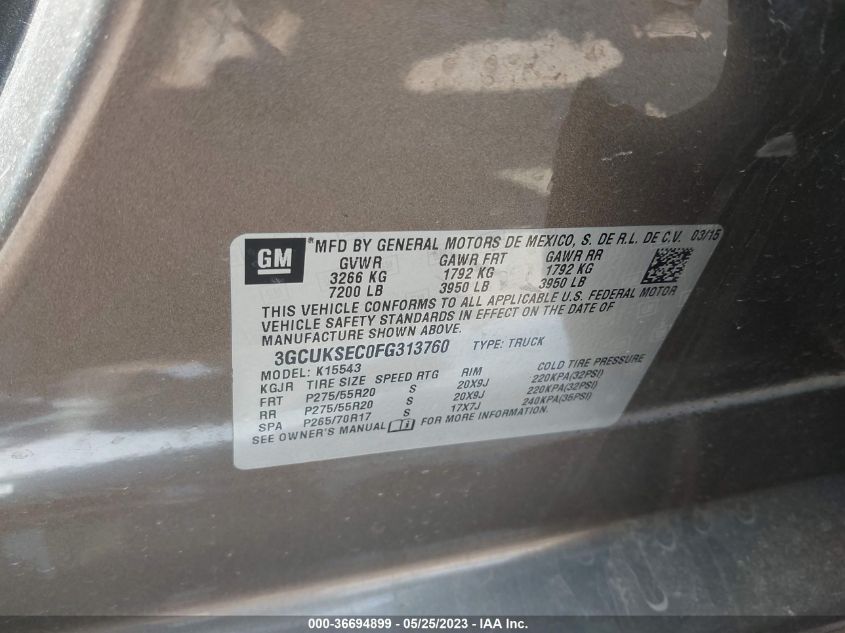 GM ® MFD BY GENERAL MOTORS DE MEXICO, S. DE R.L. DE C.V. 03/15
GVWR GAWR FRT GAWR RR
3266 KG 1792 KG 1792 KG
7200 LB 3950 LB 3950 LB
THIS VEHICLE CONFORMS TO ALL APPLICABLE U.S. FEDERAL MOTOR
VEHICLE SAFETY STANDARDS IN EFFECT ON THE DATE OF
MANUFACTURE SHOWN ABOVE.
3GCUKSEC0FG313760 TYPE: TRUCK
MODEL: K15543
KGJR TIRE SIZE SPEED RTG RIM COLD TIRE PRESSURE
FRT P275/55R20 S 20X9J 220KPA(32PSI)
RR P275/55R20 S 20X9J 220KPA(32PSI)
SPA P265/70R17 S 17X7J 240KPA(35PSI)
SEE OWNER'S MANUAL FOR MORE INFORMATION.
000-36694899 - 05/25/2023 - IAA Inc.